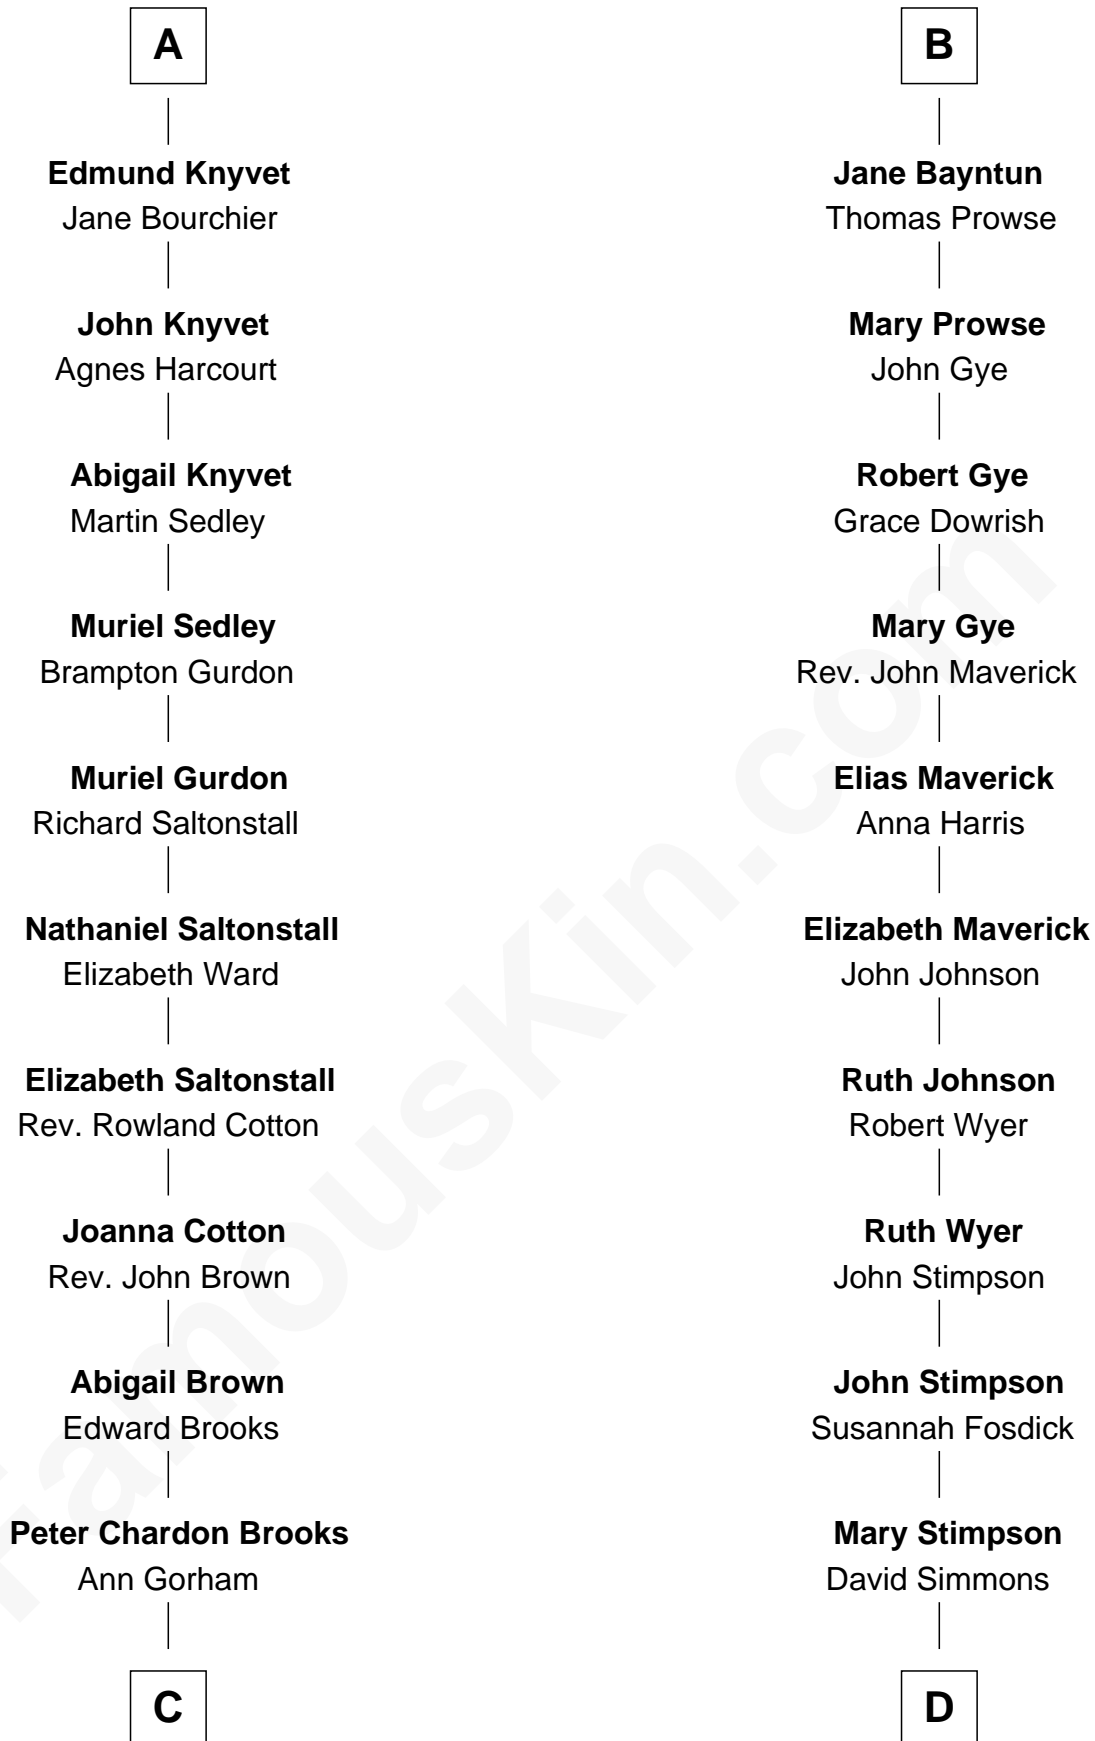 A
Edmund Knyvet
Jane Bourchier
John Knyvet
Agnes Harcourt
Abigail Knyvet
Martin Sedley
Muriel Sedley
Brampton Gurdon
Muriel Gurdon
Richard Saltonstall
Nathaniel Saltonstall
Elizabeth Ward
Elizabeth Saltonstall
Rev. Rowland Cotton
Joanna Cotton
Rev. John Brown
Abigail Brown
Edward Brooks
Peter Chardon Brooks
Ann Gorham
C
B
Jane Bayntun
Thomas Prowse
Mary Prowse
John Gye
Robert Gye
Grace Dowrish
Mary Gye
Rev. John Maverick
Elias Maverick
Anna Harris
Elizabeth Maverick
John Johnson
Ruth Johnson
Robert Wyer
Ruth Wyer
John Stimpson
John Stimpson
Susannah Fosdick
Mary Stimpson
David Simmons
D
FamousKin.com